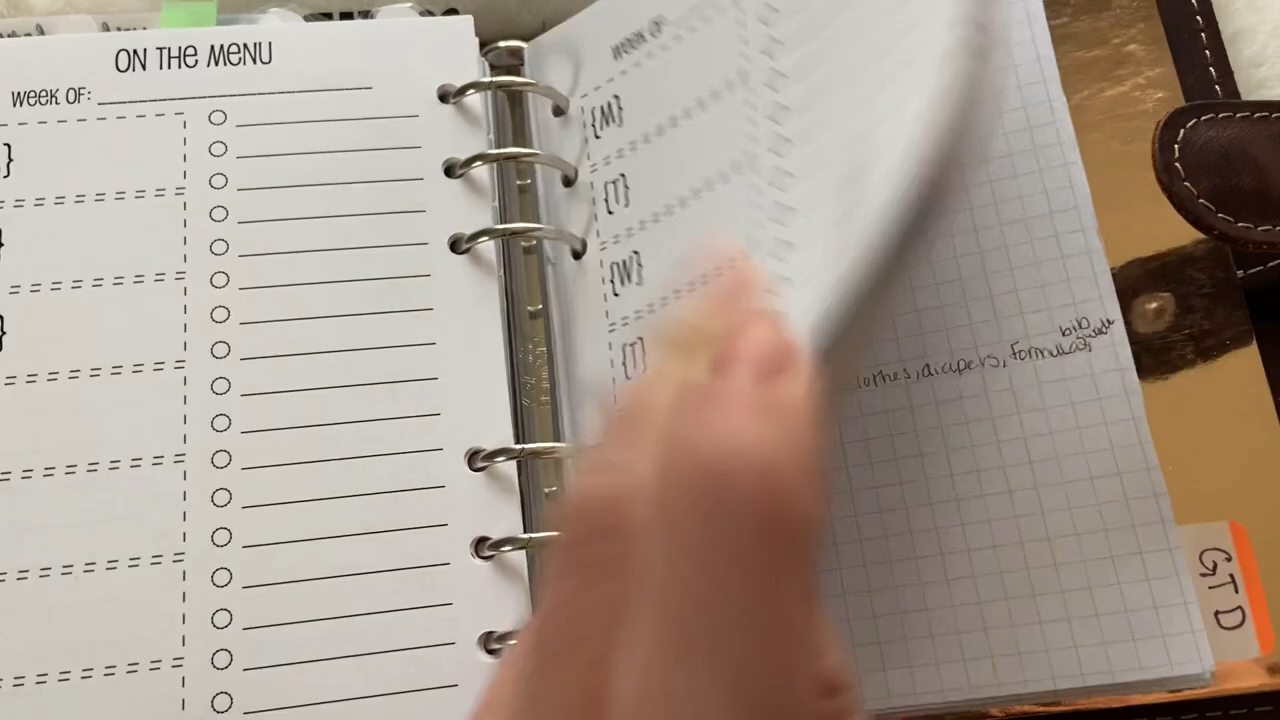 ON THE MENU
WEEK OF:
}
}
}
WEEK OF
{M}
{T}
{W}
{T}
bib
clothes, diapers, formula,
GTD